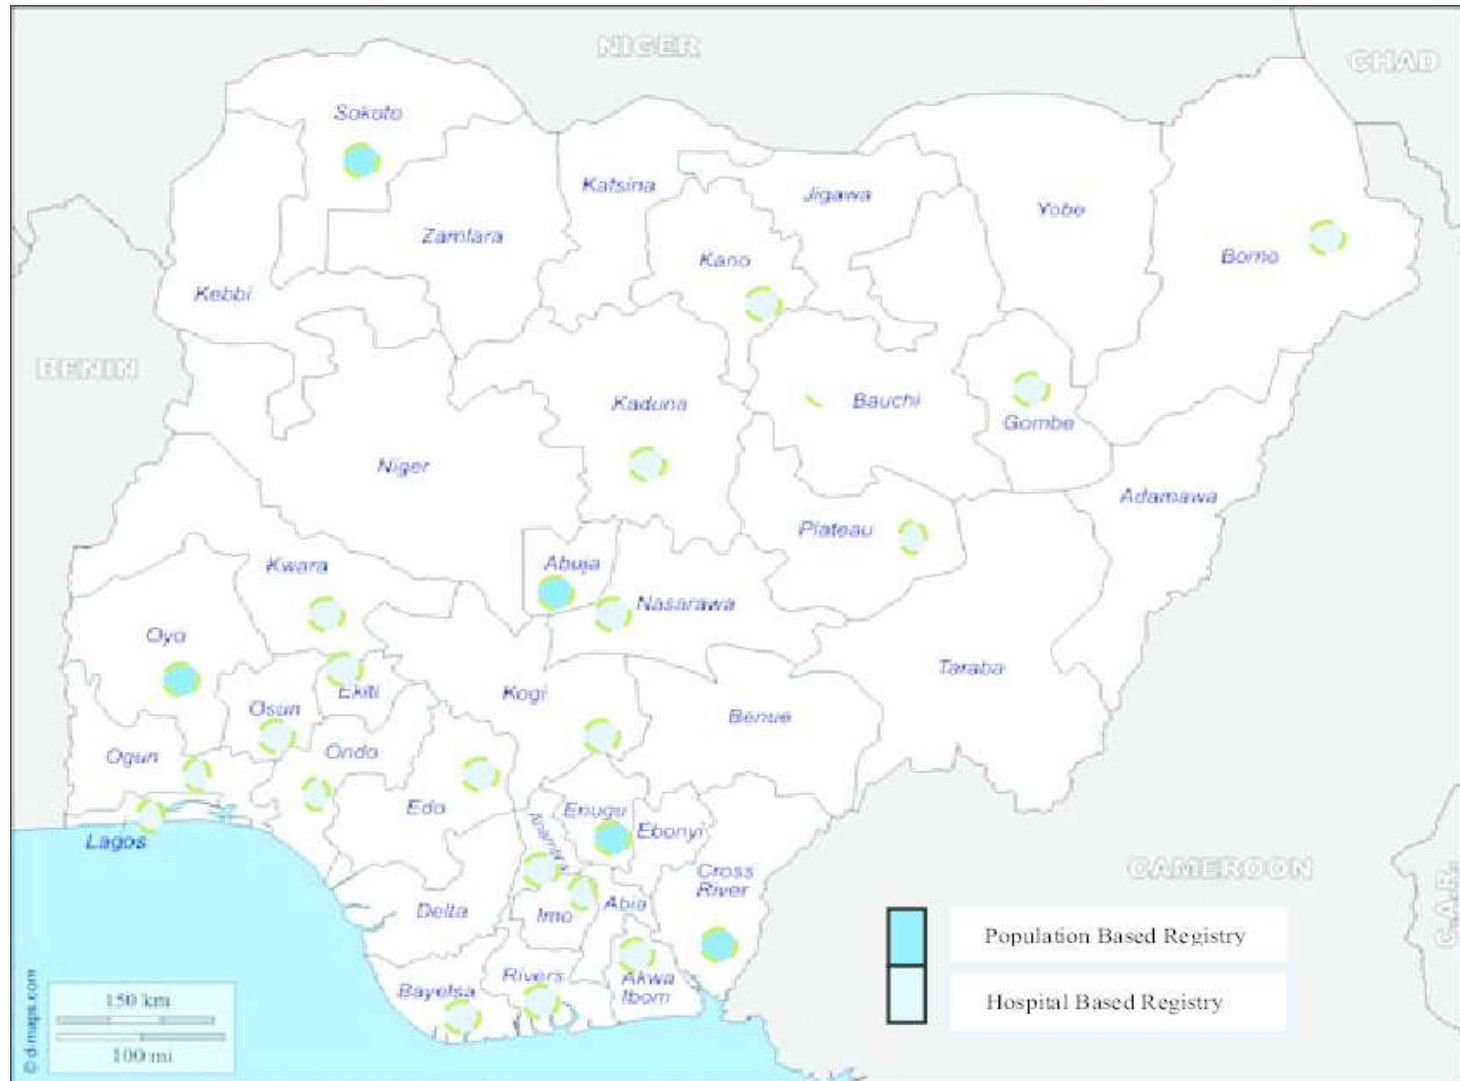 NIGER
CHAD
Sokoto
Katsina
Jigawa
Yobe
Zamfara
Kano
Borno
Kebbi
BENIN
Kaduna
Bauchi
Gombe
Niger
Adamawa
Plateau
Kwara
Abuja
Nasarawa
Oyo
Taraba
Ekiti
Kogi
Osun
Benue
Ogun
Ondo
Edo
Enugu
Ebonyi
Lagos
CAMEROON
Cross
River
Delta
Imo
Abia
C.A.R.
Population Based Registry
Rivers
Akwa
Ibom
Bayelsa
Hospital Based Registry
150 km
100 mi
© d-maps.com